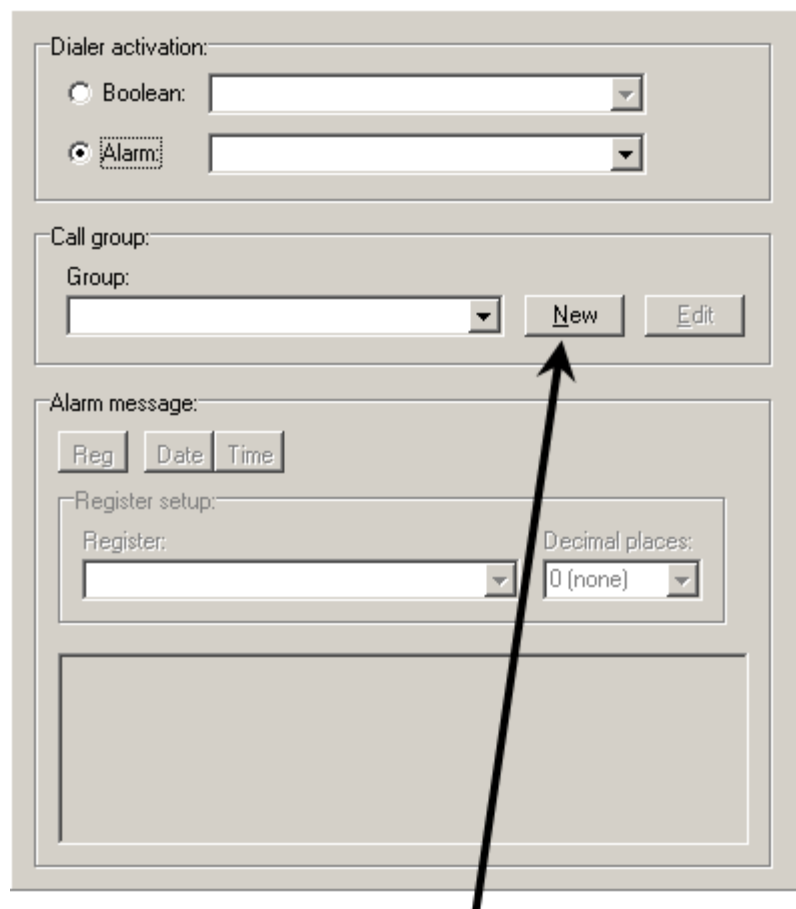 Dialer activation:
Boolean:
Alarm:
Call group:
Group:
New Edit
Alarm message:
Reg Date Time
Register setup:
Register: Decimal places:
0 (none)